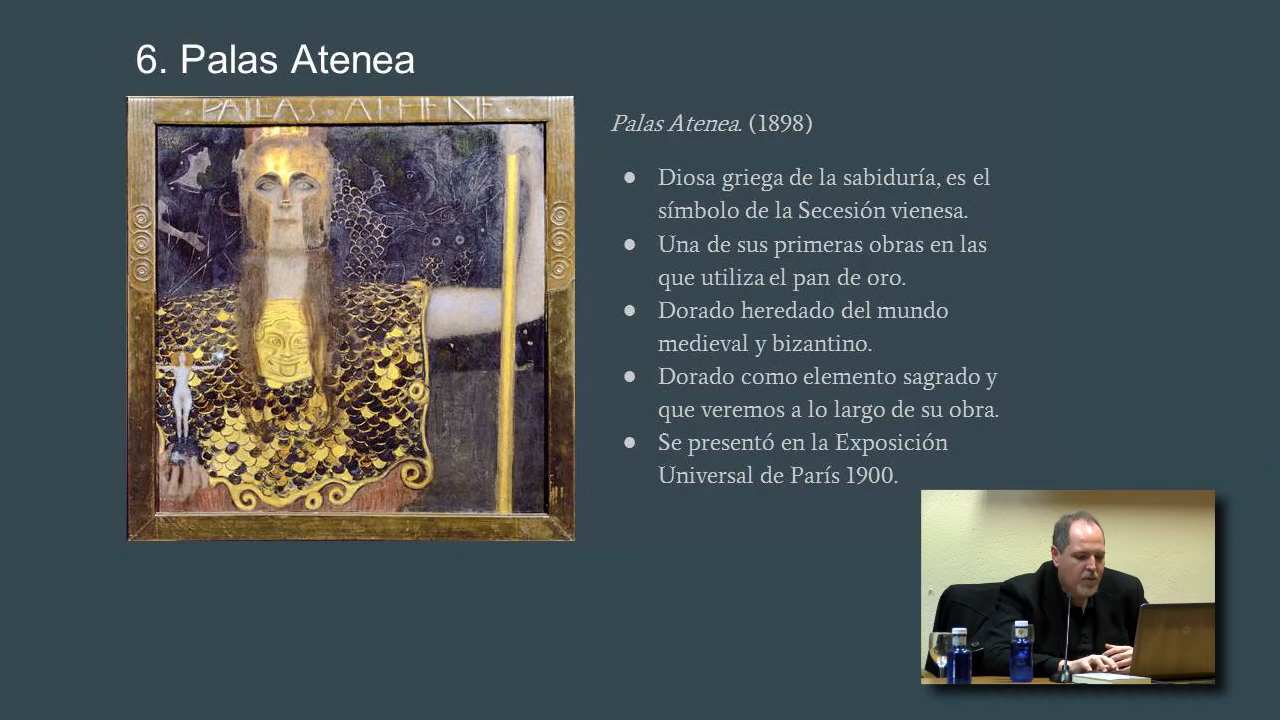 6. Palas Atenea
PALLAS · ATHENE
Palas Atenea. (1898)
● Diosa griega de la sabiduría, es el
símbolo de la Secesión vienesa.
● Una de sus primeras obras en las
que utiliza el pan de oro.
● Dorado heredado del mundo
medieval y bizantino.
● Dorado como elemento sagrado y
que veremos a lo largo de su obra.
● Se presentó en la Exposición
Universal de París 1900.